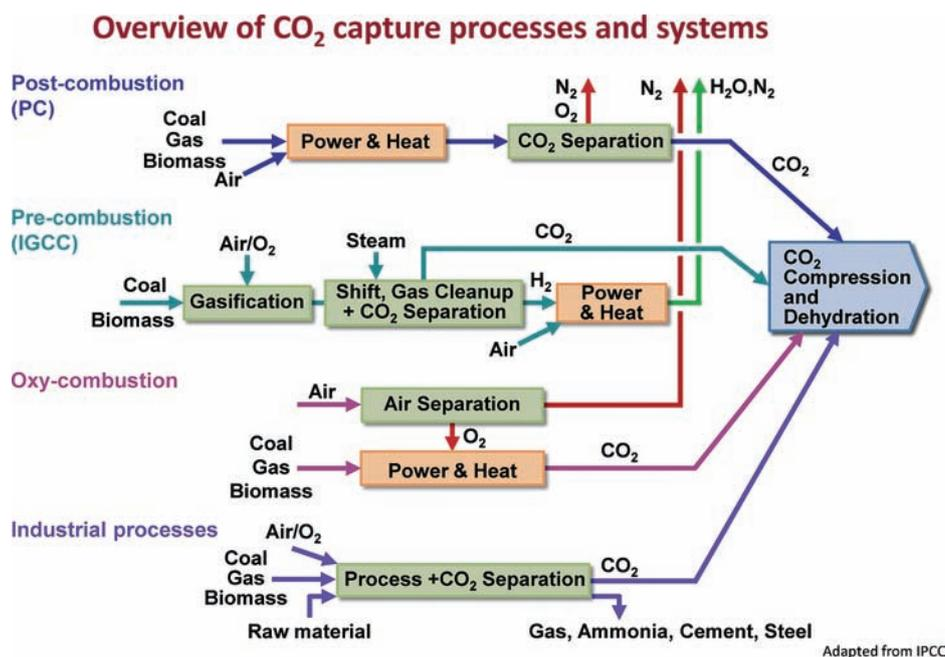 Overview of CO₂ capture processes and systems
Post-combustion
(PC)
Coal
Gas
Biomass
Air
Power & Heat
CO₂ Separation
N₂
O₂
N₂
H₂O,N₂
CO₂
Pre-combustion
(IGCC)
Air/O₂
Steam
CO₂
Coal
Biomass
Gasification
Shift, Gas Cleanup
+ CO₂ Separation
H₂
Air
Power
& Heat
CO₂
Compression
and
Dehydration
Oxy-combustion
Air
Air Separation
O₂
Coal
Gas
Biomass
Power & Heat
CO₂
Industrial processes
Air/O₂
Coal
Gas
Biomass
Process +CO₂ Separation
CO₂
Raw material
Gas, Ammonia, Cement, Steel
Adapted from IPCC